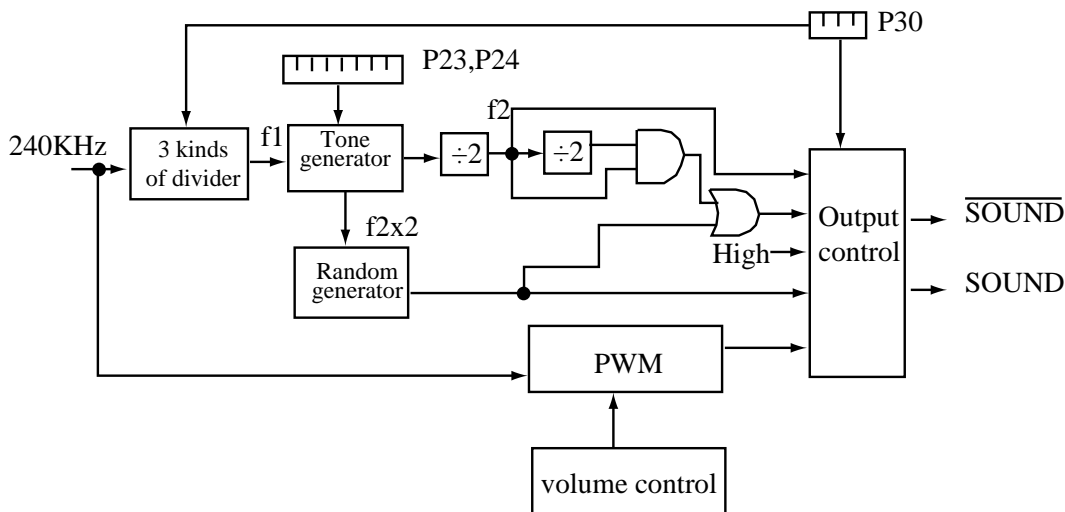 P30
P23,P24
240KHz
3 kinds
of divider
f1
Tone
generator
÷2
f2
÷2
f2x2
Random
generator
High
Output
control
SOUND
SOUND
PWM
volume control